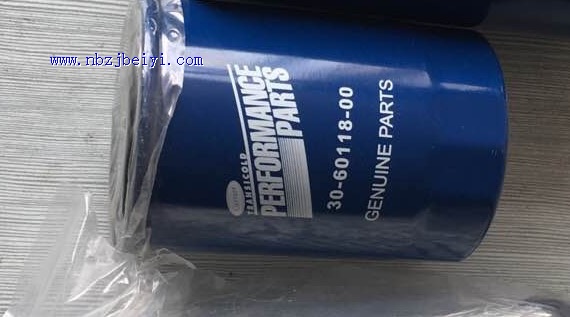 www.nbzjbeiyi.com
TRANSICOLD
PERFORMANCE
PARTS
30-60118-00
GENUINE PARTS